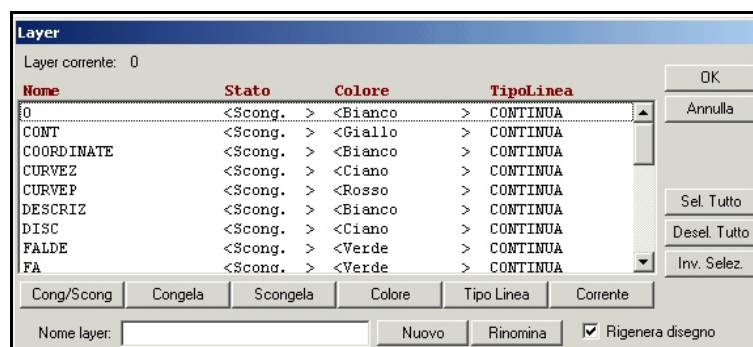 Layer
Layer corrente: 0
Nome Stato Colore TipoLinea
0 <Scong. > <Bianco > CONTINUA
CONT <Scong. > <Giallo > CONTINUA
COORDINATE <Scong. > <Bianco > CONTINUA
CURVEZ <Scong. > <Ciano > CONTINUA
CURVEP <Scong. > <Rosso > CONTINUA
DESCRIZ <Scong. > <Bianco > CONTINUA
DISC <Scong. > <Ciano > CONTINUA
FALDE <Scong. > <Verde > CONTINUA
FA <Scong. > <Verde > CONTINUA
OK
Annulla
Sel. Tutto
Desel. Tutto
Inv. Selez.
Cong/Scong Congela Scongela Colore Tipo Linea Corrente
Nome layer: Nuovo Rinomina Rigenera disegno